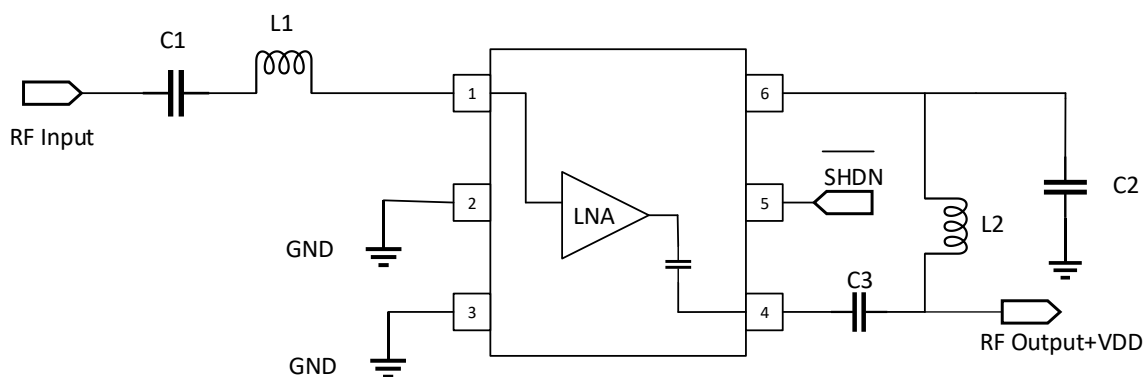 L1
C1
1
6
RF Input
SHDN
C2
2
LNA
5
L2
GND
C3
3
4
GND
RF Output+VDD